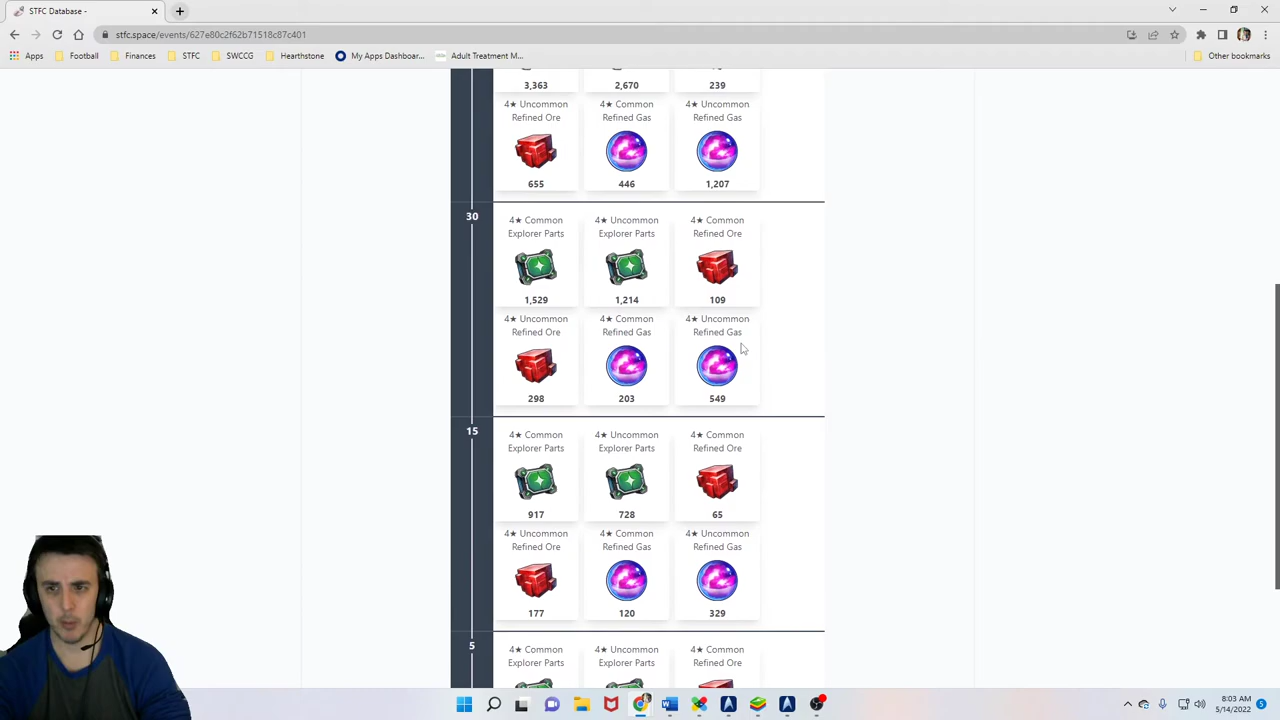 STFC Database -
stfc.space/events/627e80c2f62b71518c87c401
Apps Football Finances STFC SWCCG Hearthstone My Apps Dashboar... Adult Treatment M... Other bookmarks
3,363 2,670 239
4★ Uncommon Refined Ore 4★ Common Refined Gas 4★ Uncommon Refined Gas
655 446 1,207
30
4★ Common Explorer Parts 4★ Uncommon Explorer Parts 4★ Common Refined Ore
1,529 1,214 109
4★ Uncommon Refined Ore 4★ Common Refined Gas 4★ Uncommon Refined Gas
298 203 549
15
4★ Common Explorer Parts 4★ Uncommon Explorer Parts 4★ Common Refined Ore
917 728 65
4★ Uncommon Refined Ore 4★ Common Refined Gas 4★ Uncommon Refined Gas
177 120 329
5
4★ Common Explorer Parts 4★ Uncommon Explorer Parts 4★ Common Refined Ore
8:03 AM
5/14/2022
5